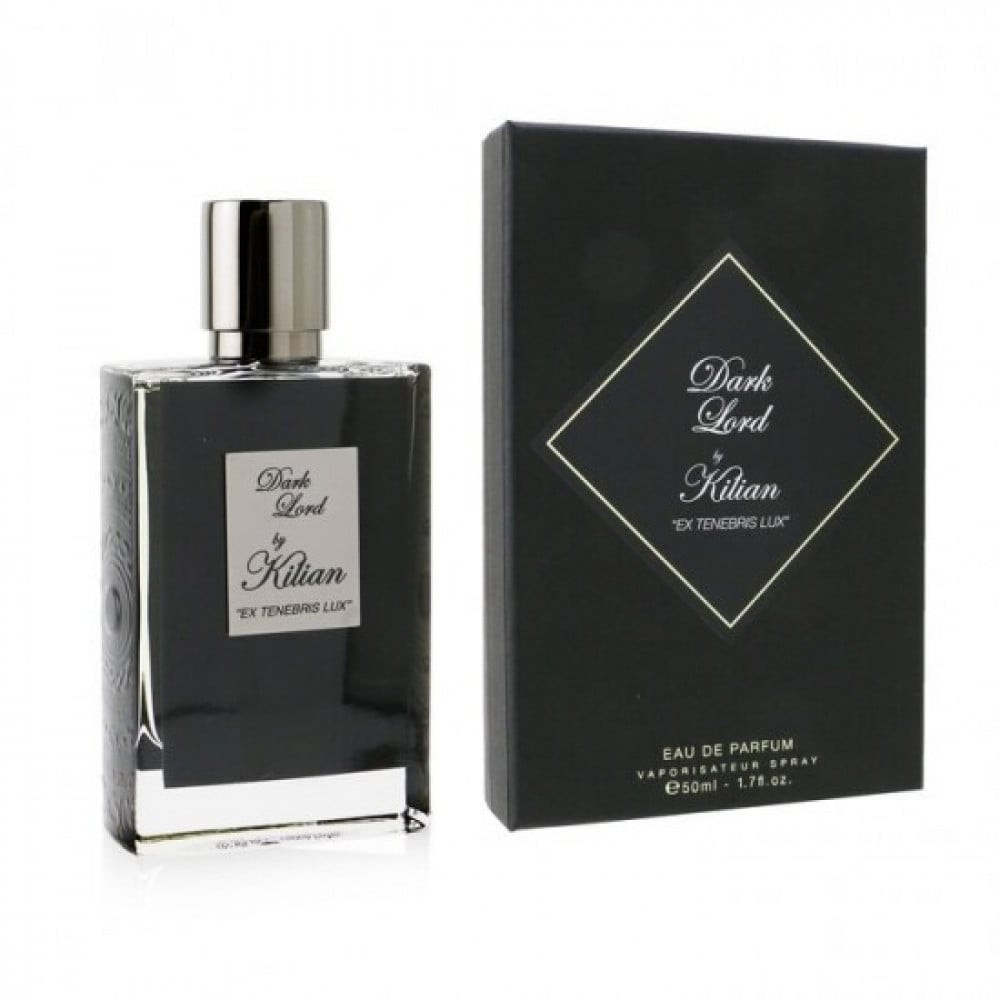 Dark
Lord
by
Kilian
"EX TENEBRIS LUX"
Dark
Lord
by
Kilian
"EX TENEBRIS LUX"
EAU DE PARFUM
VAPORISATEUR SPRAY
℮50ml - 1.7fl.oz.